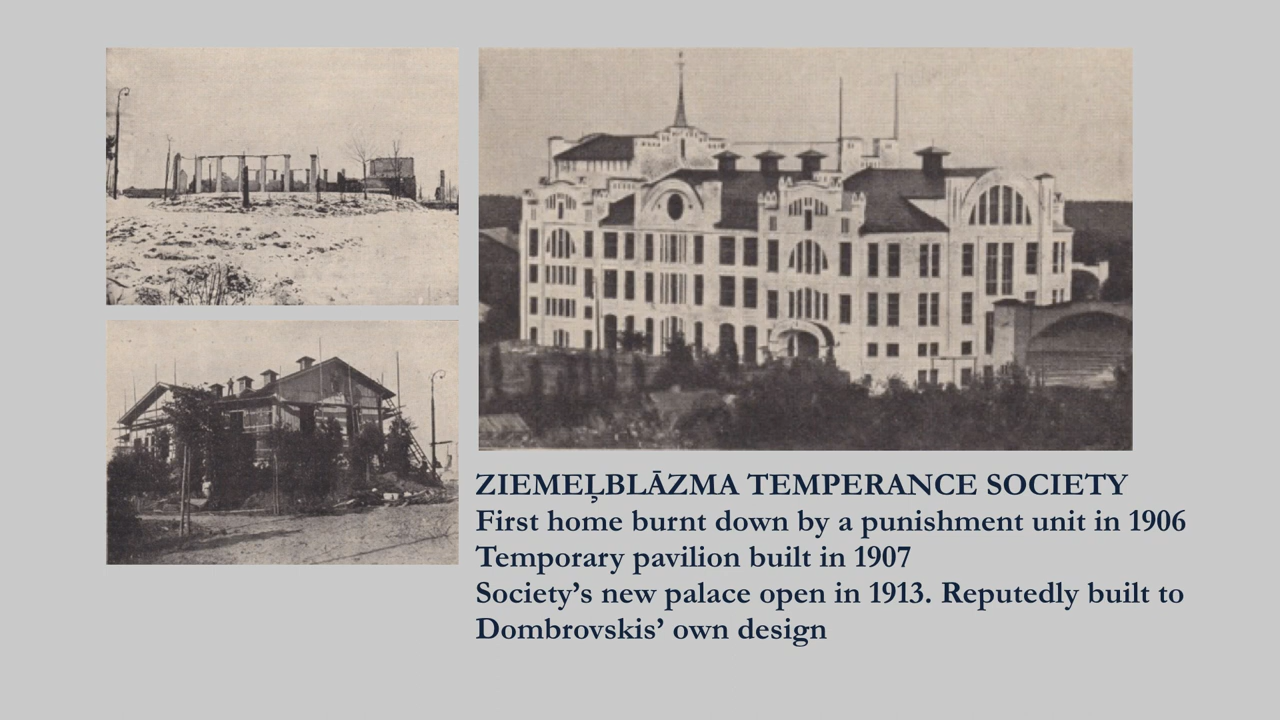 ZIEMEĻBLĀZMA TEMPERANCE SOCIETY
First home burnt down by a punishment unit in 1906
Temporary pavilion built in 1907
Society’s new palace open in 1913. Reputedly built to
Dombrovskis’ own design